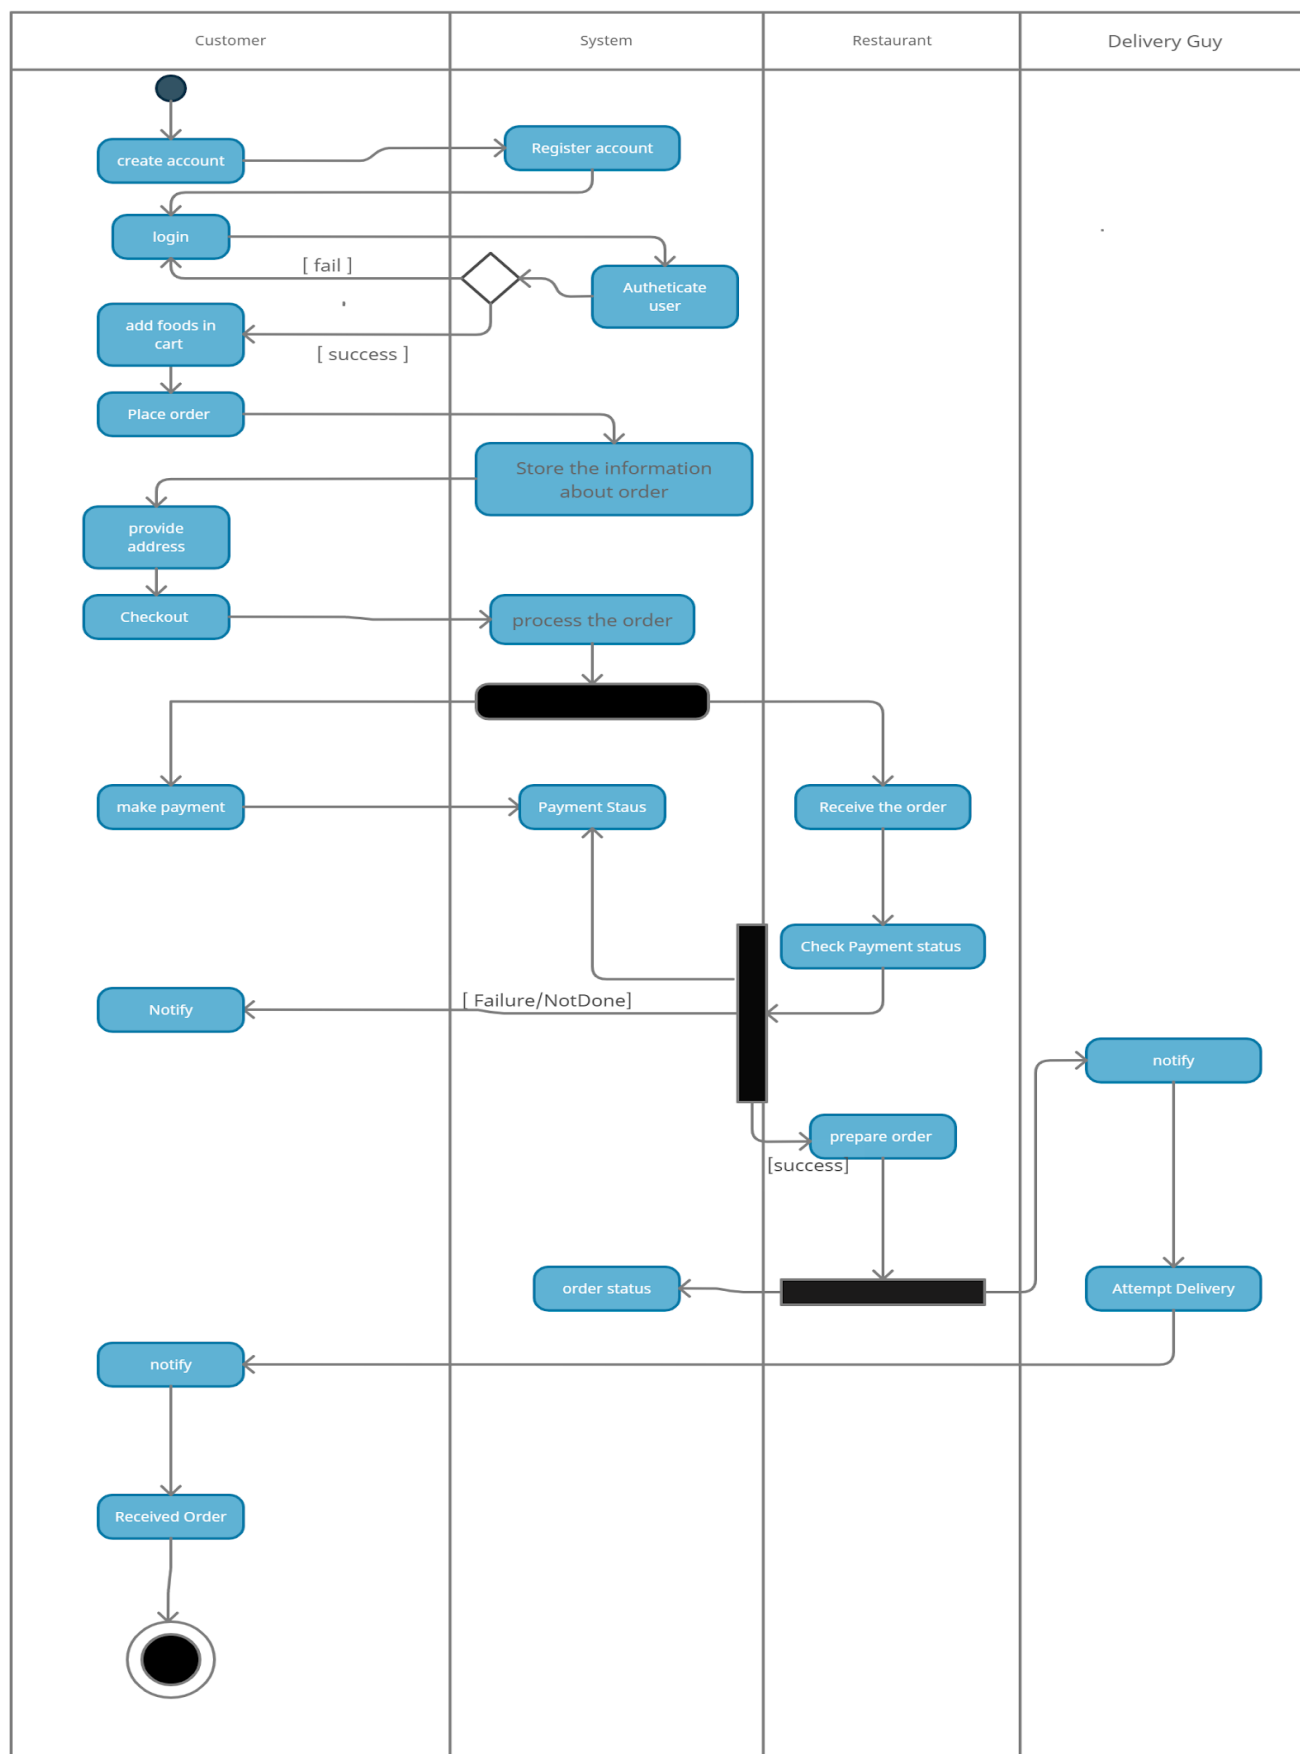 Customer
System
Restaurant
Delivery Guy
create account
Register account
login
[ fail ]
Autheticate
user
add foods in
cart
[ success ]
Place order
Store the information
about order
provide
address
Checkout
process the order
make payment
Payment Staus
Receive the order
Check Payment status
[ Failure/NotDone]
Notify
notify
prepare order
[success]
order status
Attempt Delivery
notify
Received Order